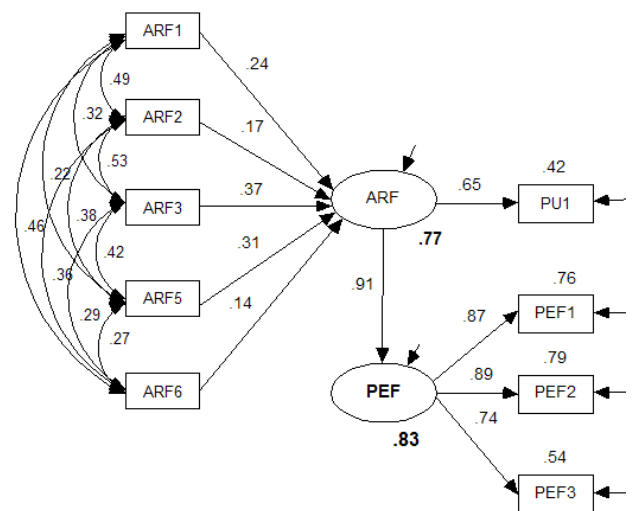 ARF1
.49
.24
.32
ARF2
.17
.42
.53
.22
ARF3
.37
ARF
.65
PU1
.46
.38
.77
.42
.31
.36
ARF5
.91
.76
.29
.14
.87
PEF1
.27
.79
ARF6
PEF
.89
PEF2
.74
.83
.54
PEF3